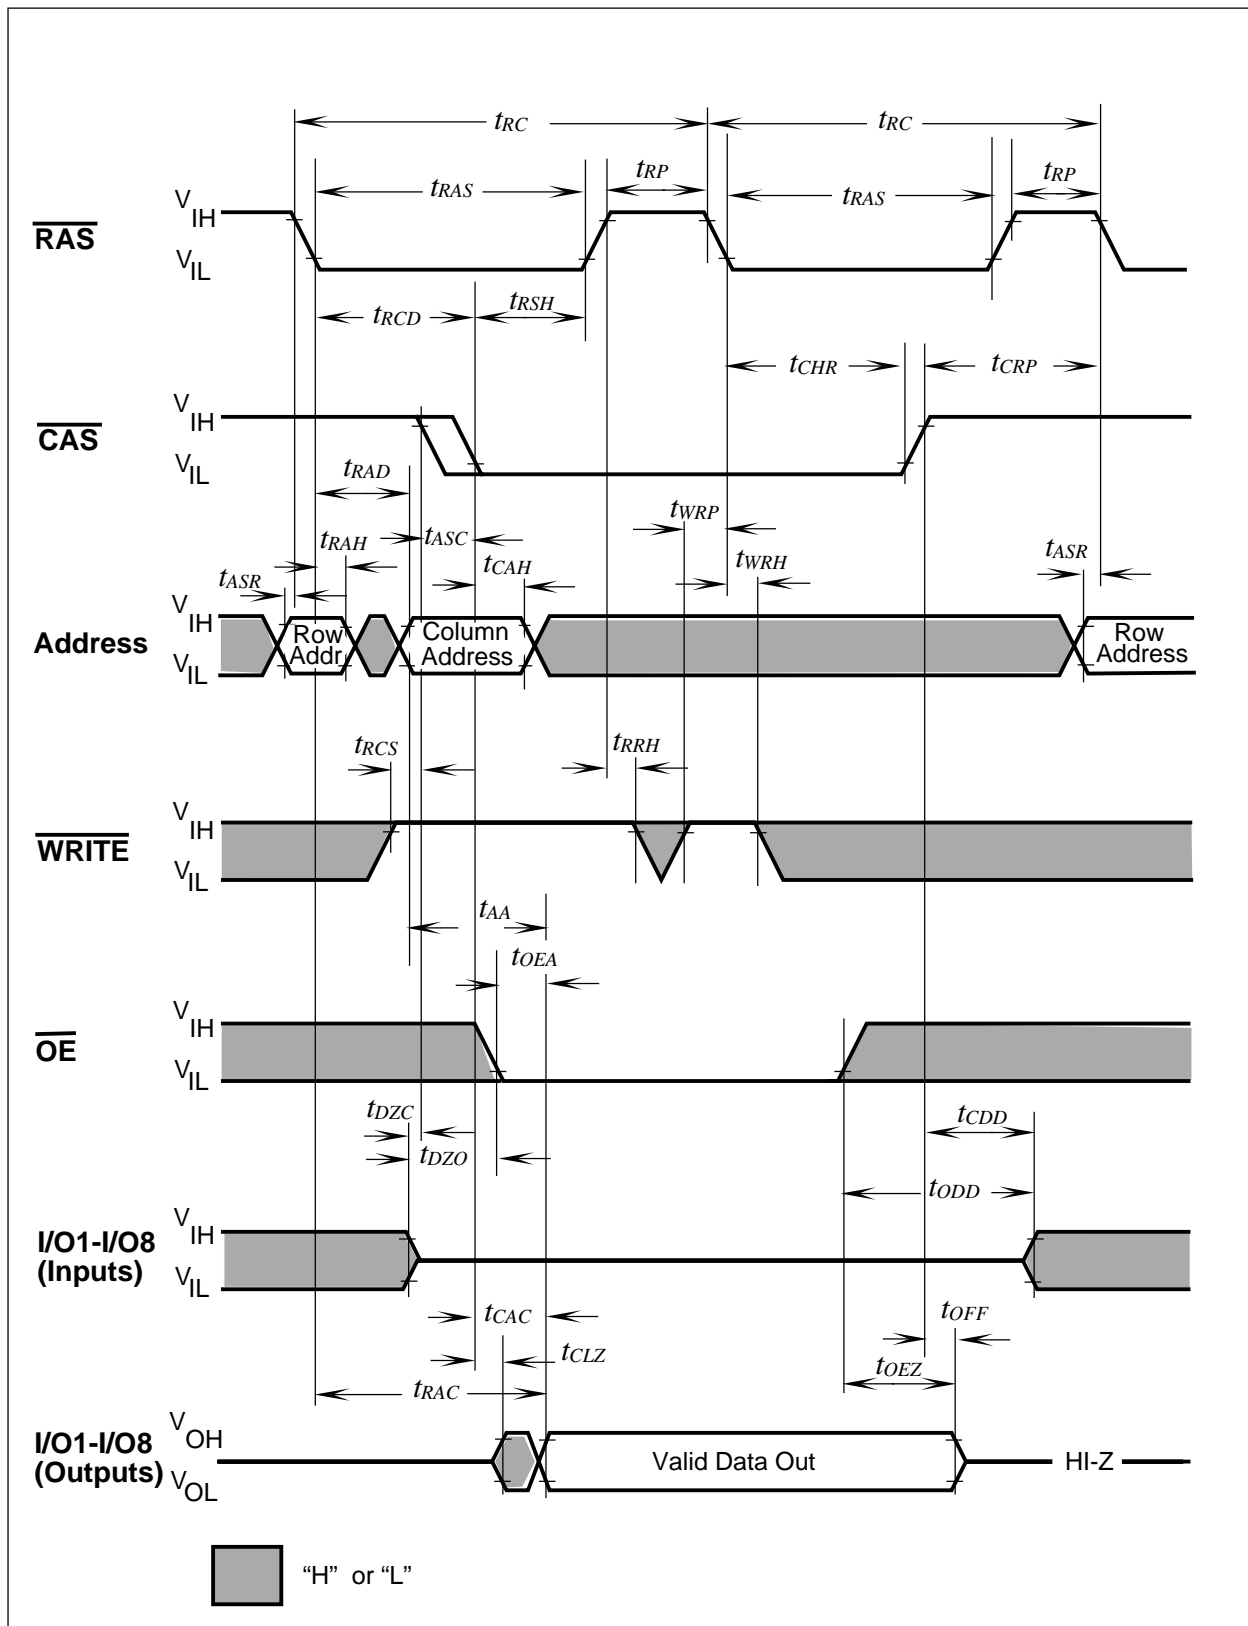 tRC tRC
tRAS tRP tRAS tRP
VIH
RAS
VIL
tRCD tRSH
tCHR tCRP
VIH
CAS
VIL
tRAD
tWRP
tRAH tASC tCAH tWRH tASR
tASR
VIH
Address
VIL
Row Column Row
Addr Address Address
tRCS tRRH
VIH
WRITE
VIL
tAA
tOEA
VIH
OE
VIL
tDZC tCDD
tDZO
tODD
VIH
I/O1-I/O8
(Inputs)
VIL
tCAC tOFF
tCLZ tOEZ
tRAC
VOH
I/O1-I/O8
(Outputs)
VOL
Valid Data Out HI-Z
“H” or “L”